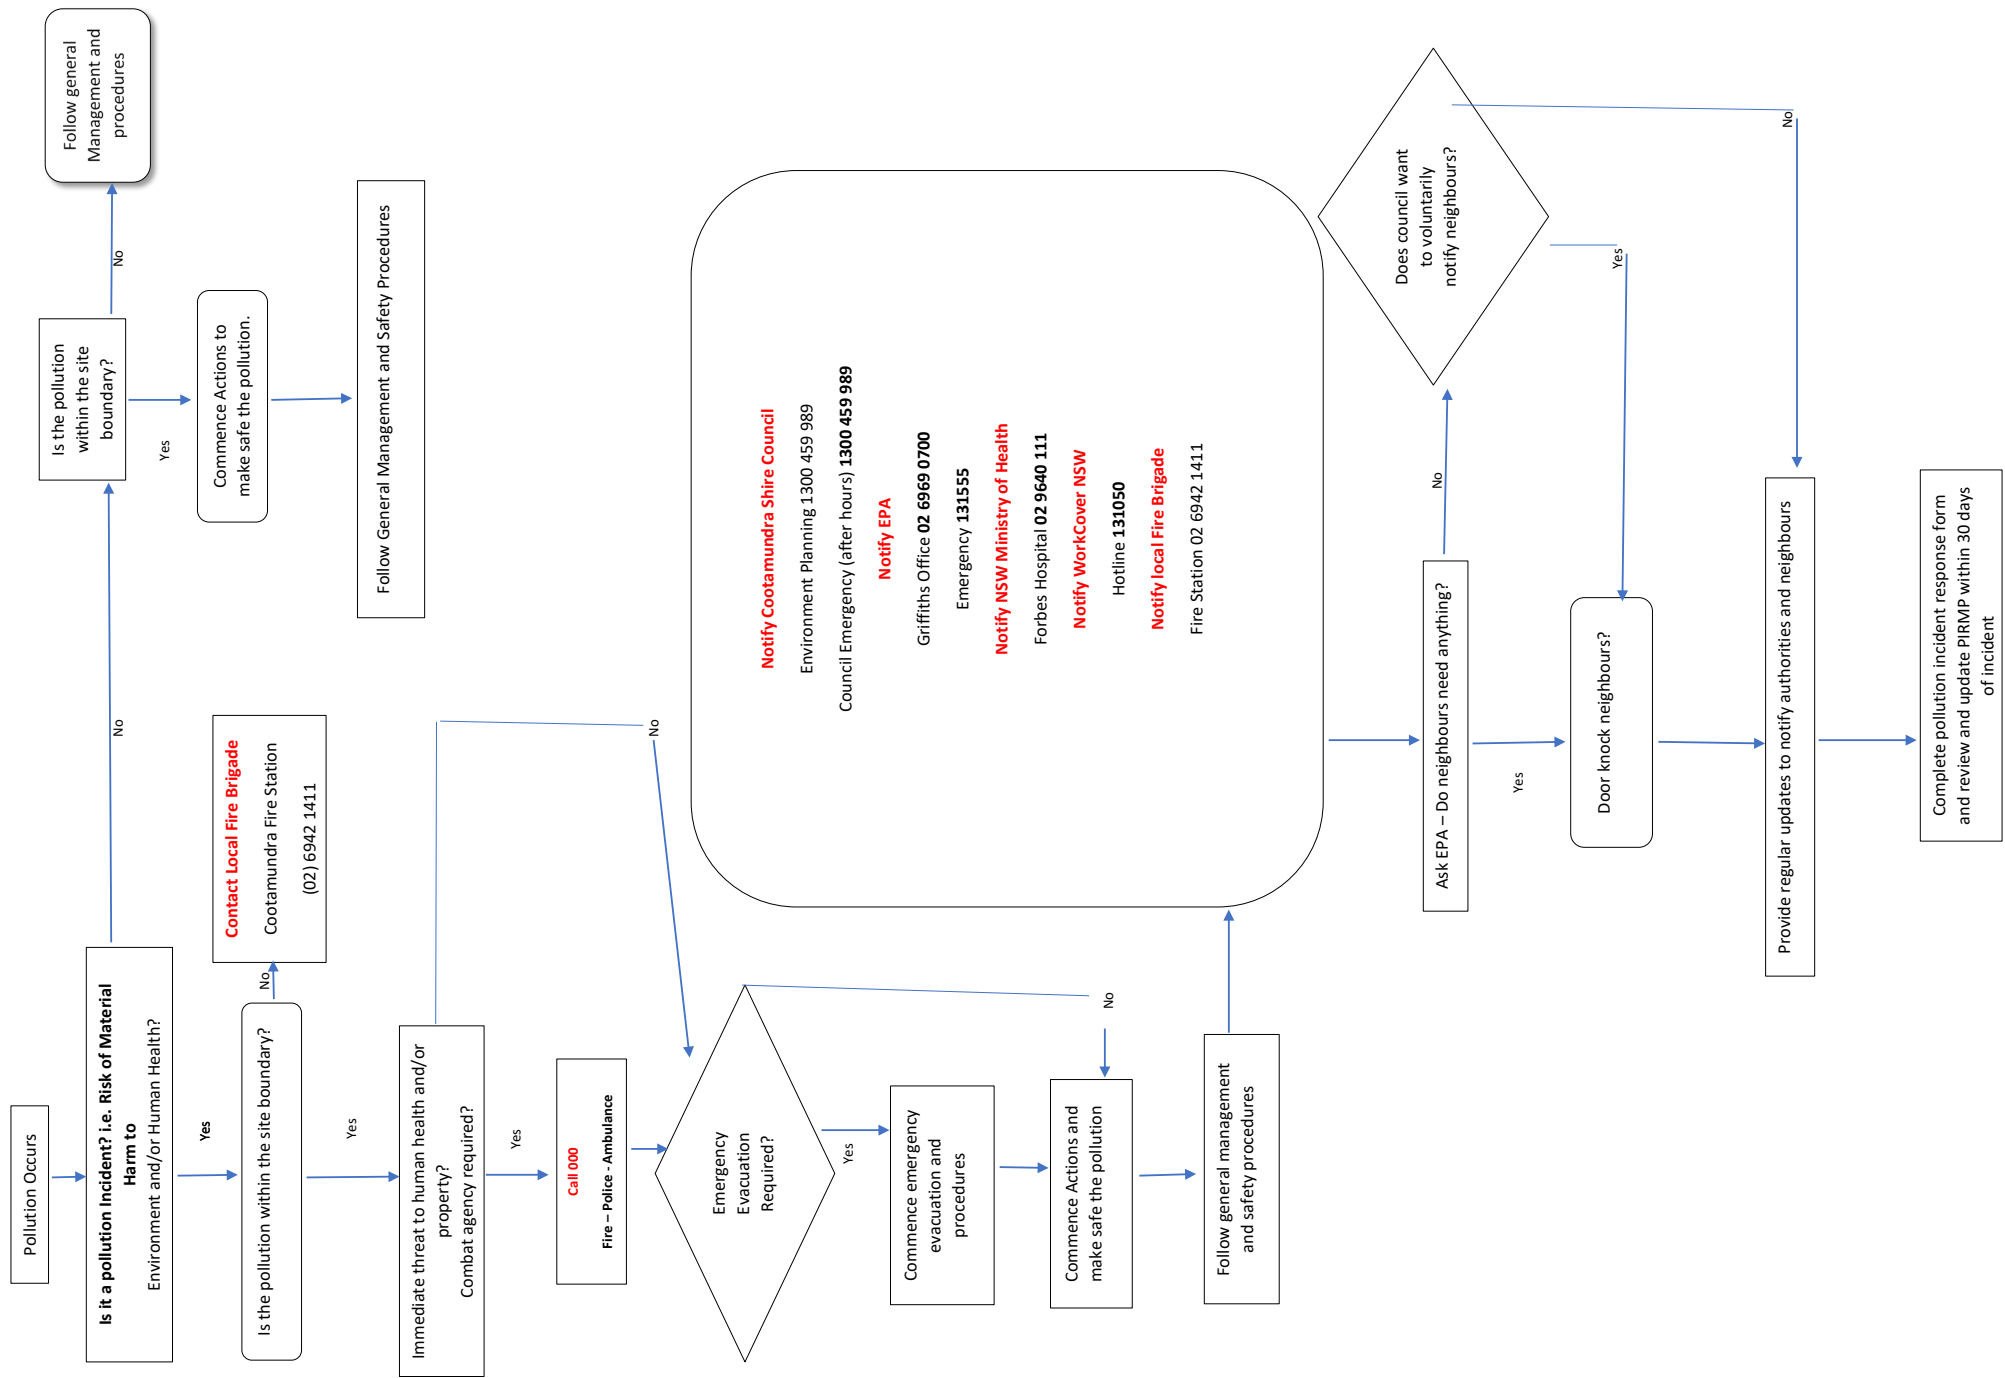 Pollution Occurs
Is it a pollution Incident? i.e. Risk of Material
Harm to
Environment and/or Human Health?
No
Is the pollution
within the site
boundary?
No
Follow general
Management and
procedures
Yes
Commence Actions to
make safe the pollution.
Follow General Management and Safety Procedures
Yes
Is the pollution within the site boundary?
No
Contact Local Fire Brigade
Cootamundra Fire Station
(02) 6942 1411
Yes
Immediate threat to human health and/or
property?
Combat agency required?
No
Yes
Call 000
Fire – Police - Ambulance
Emergency
Evacuation
Required?
No
Yes
Commence emergency
evacuation and
procedures
Commence Actions and
make safe the pollution
Follow general management
and safety procedures
Notify Cootamundra Shire Council
Environment Planning 1300 459 989
Council Emergency (after hours) 1300 459 989
Notify EPA
Griffiths Office 02 6969 0700
Emergency 131555
Notify NSW Ministry of Health
Forbes Hospital 02 9640 111
Notify WorkCover NSW
Hotline 131050
Notify local Fire Brigade
Fire Station 02 6942 1411
Ask EPA – Do neighbours need anything?
No
Does council want
to voluntarily
notify neighbours?
No
Yes
Yes
Door knock neighbours?
Provide regular updates to notify authorities and neighbours
Complete pollution incident response form
and review and update PIRMP within 30 days
of incident